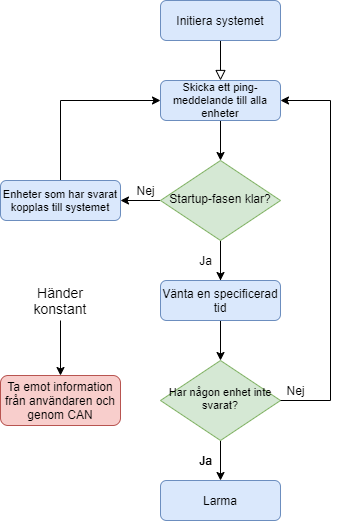 Initiera systemet
Skicka ett ping-
meddelande till alla
enheter
Startup-fasen klar?
Nej
Enheter som har svarat
kopplas till systemet
Ja
Vänta en specificerad
tid
Händer
konstant
Ta emot information
från användaren och
genom CAN
Har någon enhet inte
svarat?
Nej
Ja
Larma